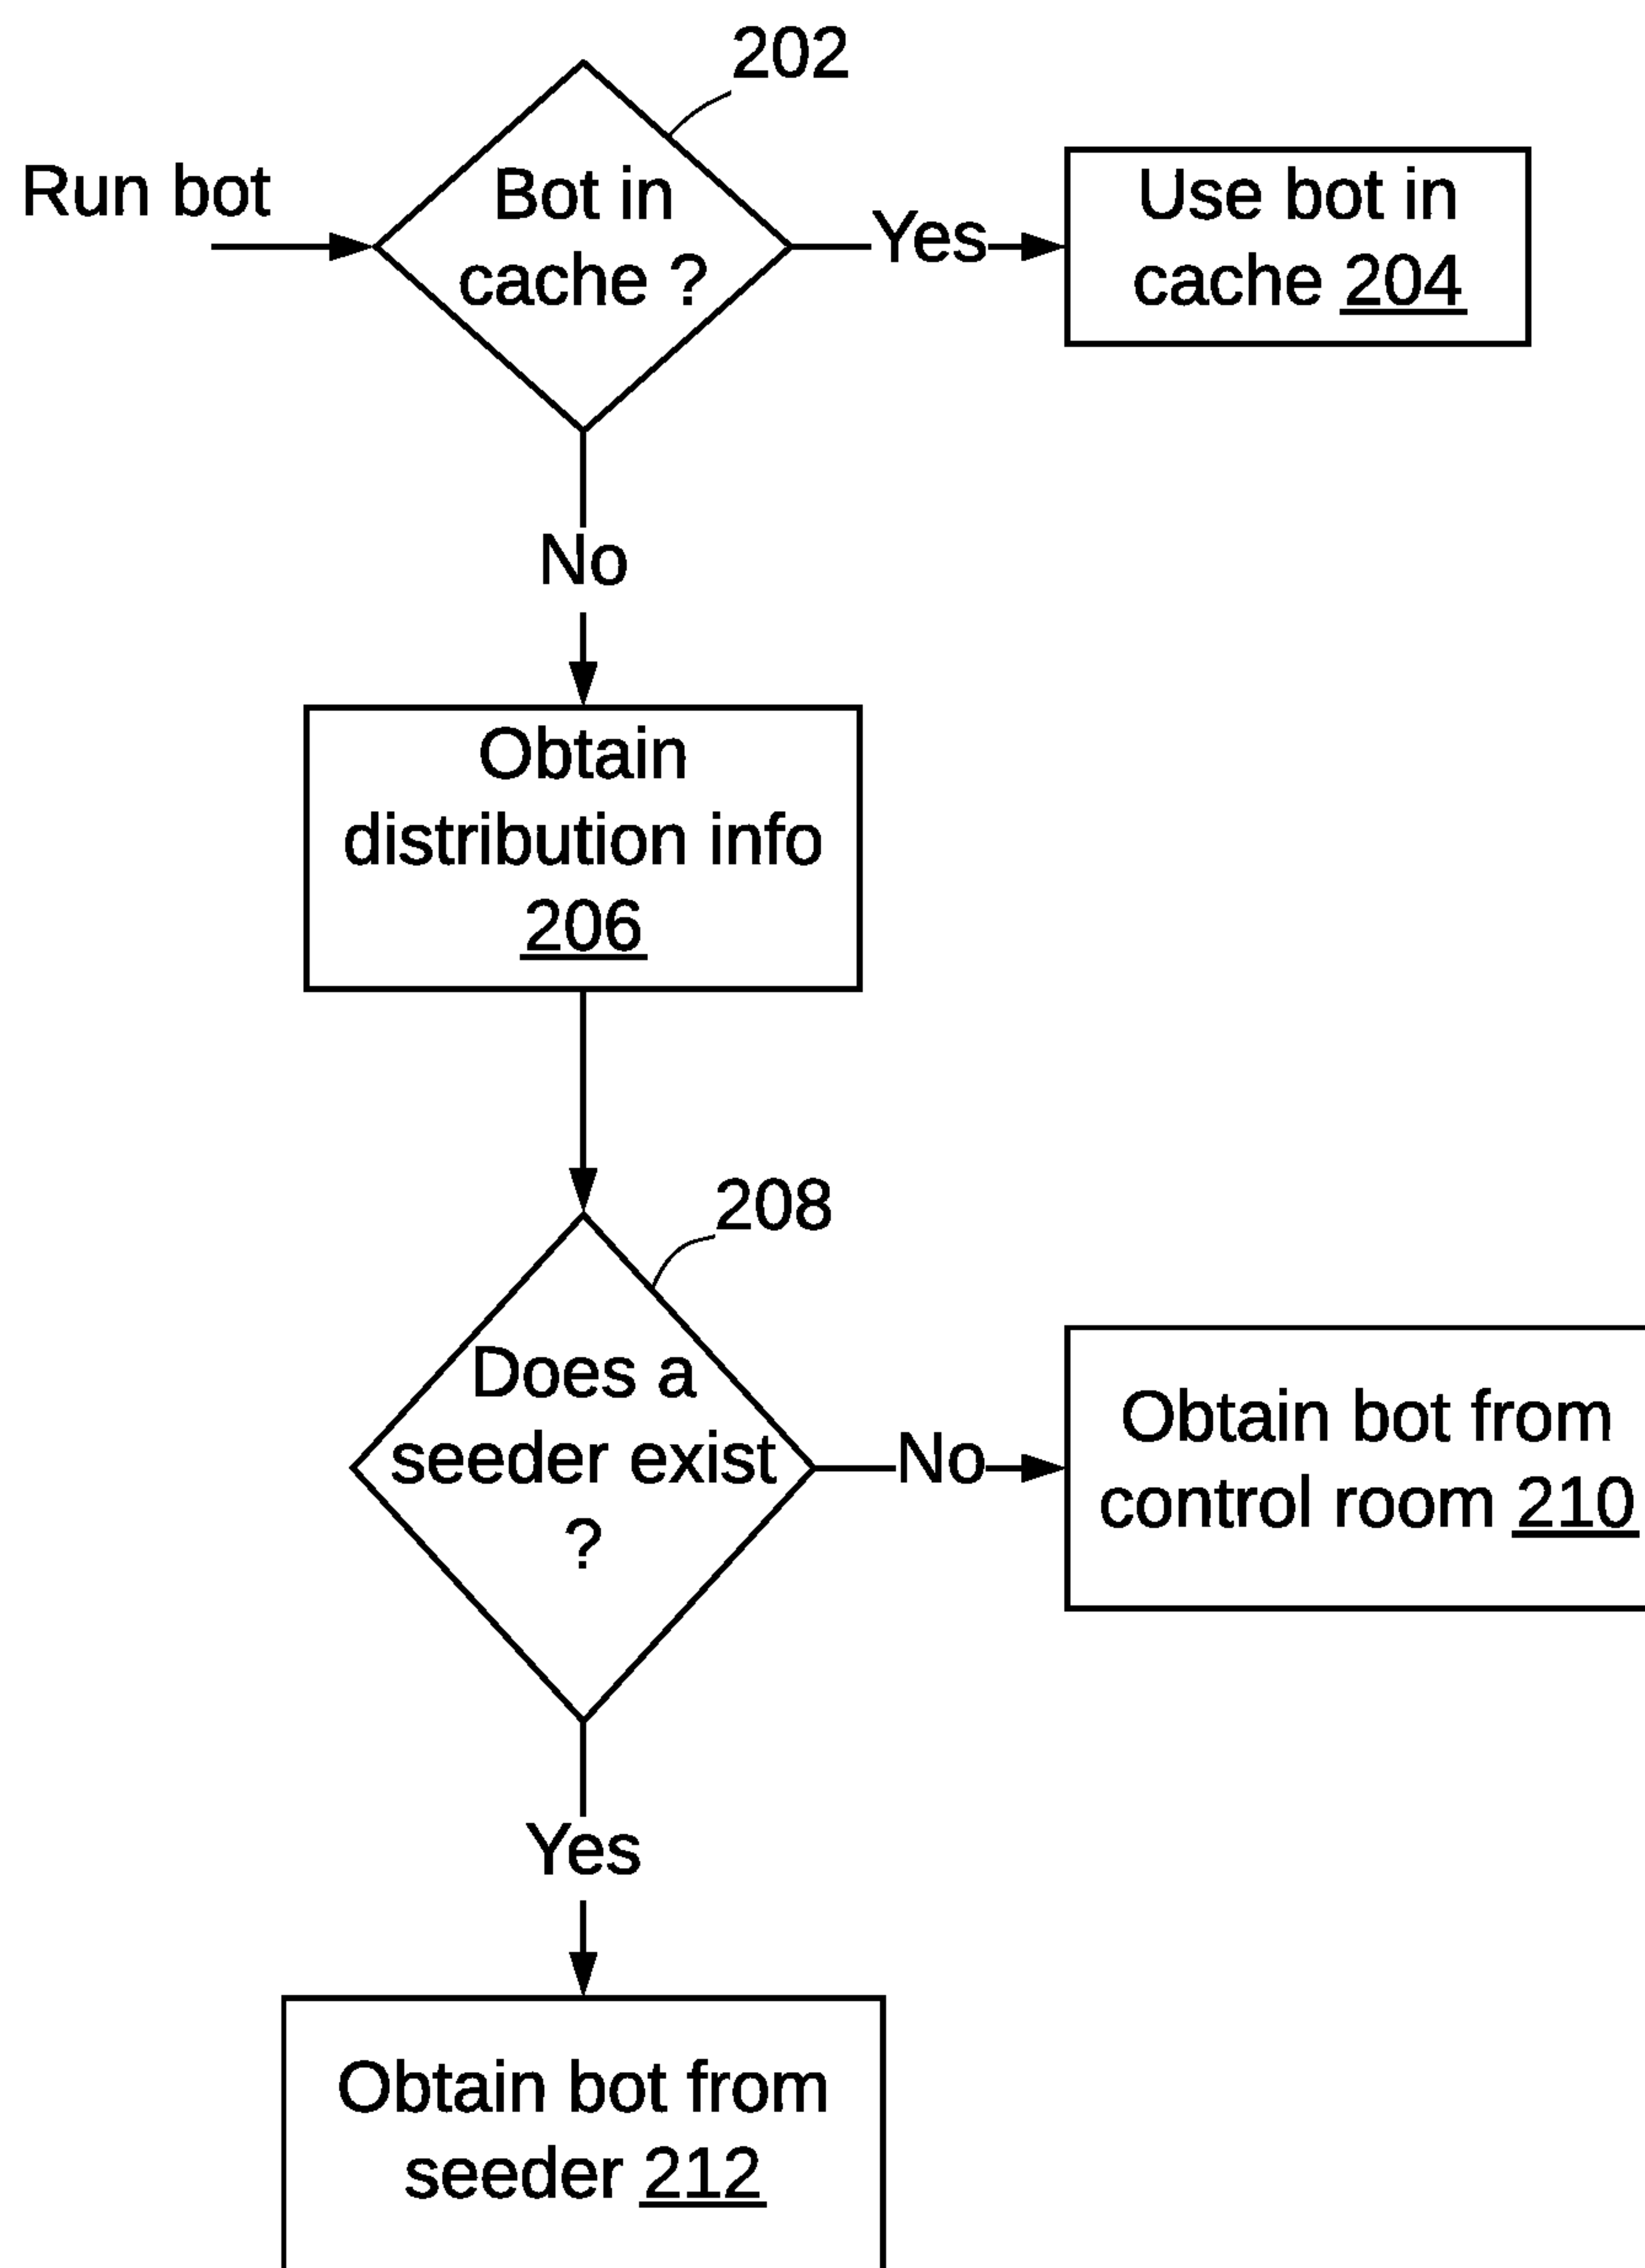 202
Run bot
Bot in
cache ?
Yes
Use bot in
cache 204
No
Obtain
distribution info
206
208
Does a
seeder exist
?
No
Obtain bot from
control room 210
Yes
Obtain bot from
seeder 212